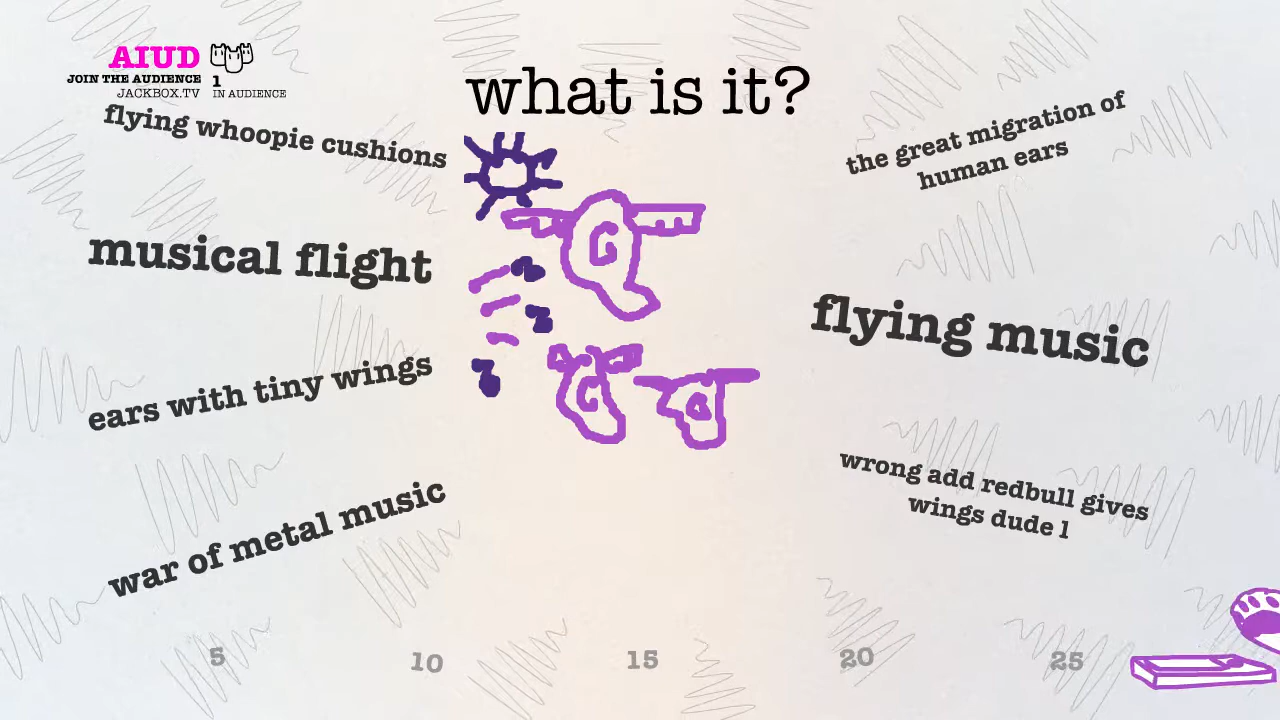 AIUD
JOIN THE AUDIENCE
JACKBOX.TV
1
IN AUDIENCE
what is it?
flying whoopie cushions
musical flight
ears with tiny wings
war of metal music
the great migration of
human ears
flying music
wrong add redbull gives
wings dude l
5 10 15 20 25